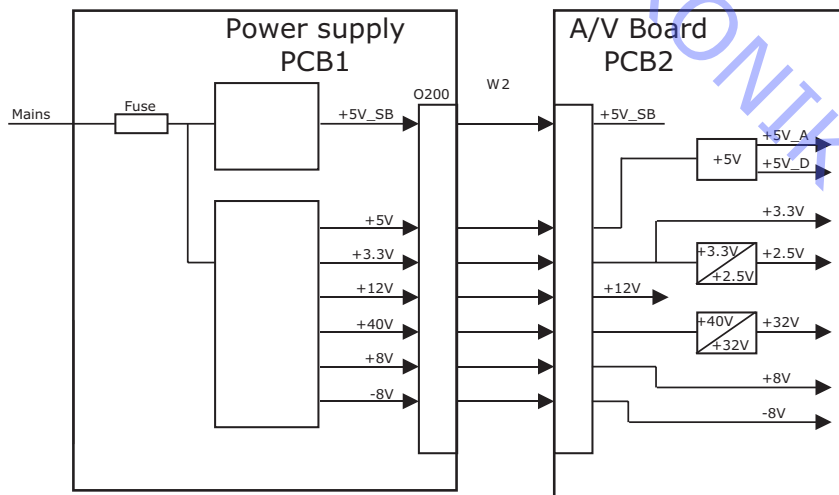 Power supply
PCB1
A/V Board
PCB2
Mains
Fuse
O200
W2
+5V_SB
+5V
+3.3V
+12V
+40V
+8V
-8V
+5V_SB
+5V
+5V_A
+5V_D
+3.3V
+3.3V
+2.5V
+2.5V
+12V
+40V
+32V
+32V
+8V
-8V
RONIK